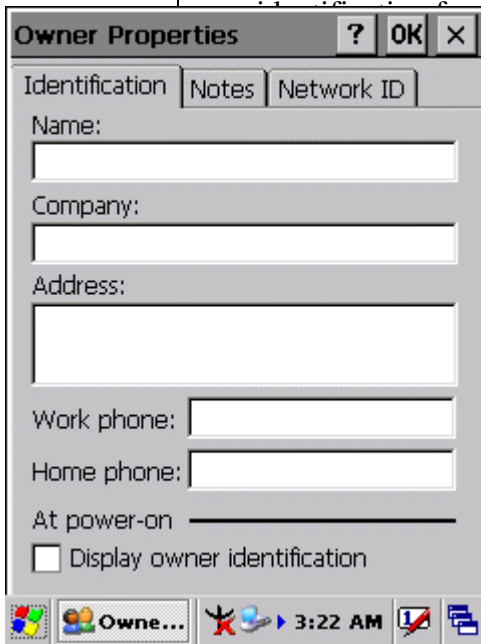 Owner Properties ? OK ×
Identification Notes Network ID
Name:
Company:
Address:
Work phone:
Home phone:
At power-on
Display owner identification
Owne... 3:22 AM